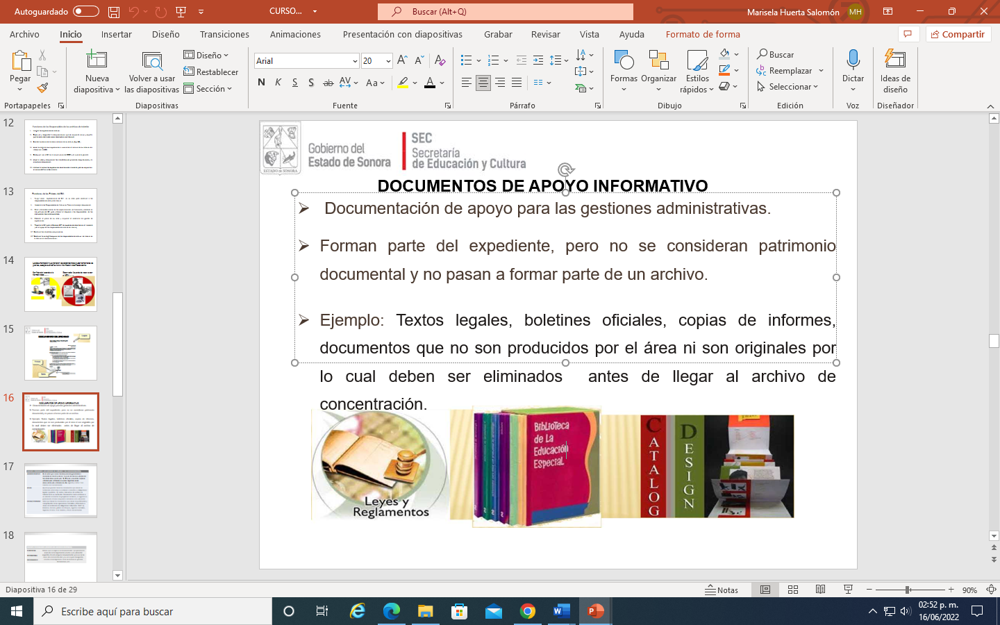 Autoguardado
CURSO...
Buscar (Alt+Q)
Marisela Huerta Salomón
MH
Archivo
Inicio
Insertar
Diseño
Transiciones
Animaciones
Presentación con diapositivas
Grabar
Revisar
Vista
Ayuda
Formato de forma
Compartir
Pegar
Portapapeles
Nueva
diapositiva
Volver a usar
las diapositivas
Diseño
Restablecer
Sección
Diapositivas
Arial
20
N K S S ab AV Aa A
Fuente
Párrafo
Formas
Organizar
Estilos
rápidos
Dibujo
Buscar
Reemplazar
Seleccionar
Edición
Dictar
Voz
Ideas de
diseño
Diseñador
12
13
14
15
16
17
18
ESTADO DE SONORA
Gobierno del
Estado de Sonora
SEC
Secretaría
de Educación y Cultura
DOCUMENTOS DE APOYO INFORMATIVO
Documentación de apoyo para las gestiones administrativas.
Forman parte del expediente, pero no se consideran patrimonio
documental y no pasan a formar parte de un archivo.
Ejemplo: Textos legales, boletines oficiales, copias de informes,
documentos que no son producidos por el área ni son originales por
lo cual deben ser eliminados antes de llegar al archivo de
concentración.
Leyes y
Reglamentos
Biblioteca
de La
Educación
Especial
CATALOG
DESIGN
Diapositiva 16 de 29
Notas
90%
Escribe aquí para buscar
02:52 p. m.
16/06/2022